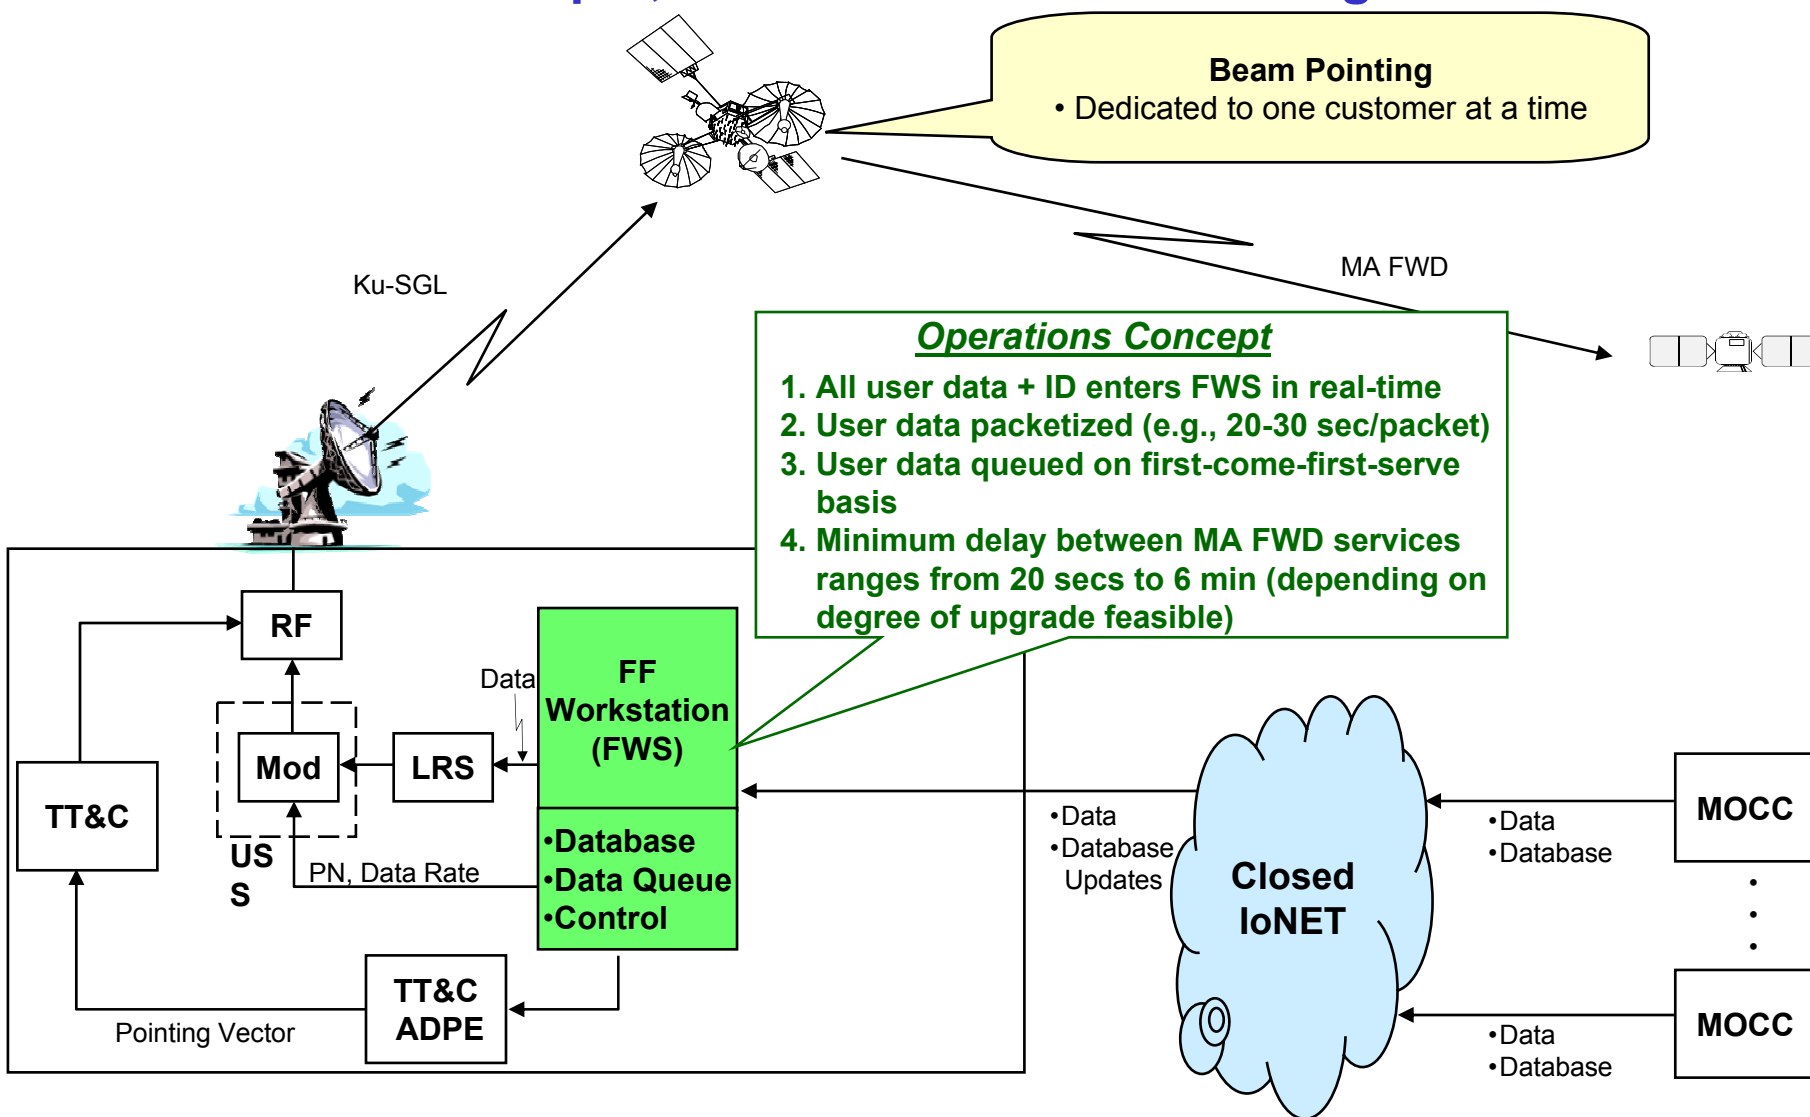 Beam Pointing
• Dedicated to one customer at a time
Ku-SGL
MA FWD
Operations Concept
1. All user data + ID enters FWS in real-time
2. User data packetized (e.g., 20-30 sec/packet)
3. User data queued on first-come-first-serve
basis
4. Minimum delay between MA FWD services
ranges from 20 secs to 6 min (depending on
degree of upgrade feasible)
RF
Data
FF
Workstation
(FWS)
Mod
LRS
TT&C
US
S
PN, Data Rate
•Database
•Data Queue
•Control
TT&C
ADPE
Pointing Vector
•Data
•Database
Updates
Closed
IoNET
•Data
•Database
MOCC
•Data
•Database
MOCC